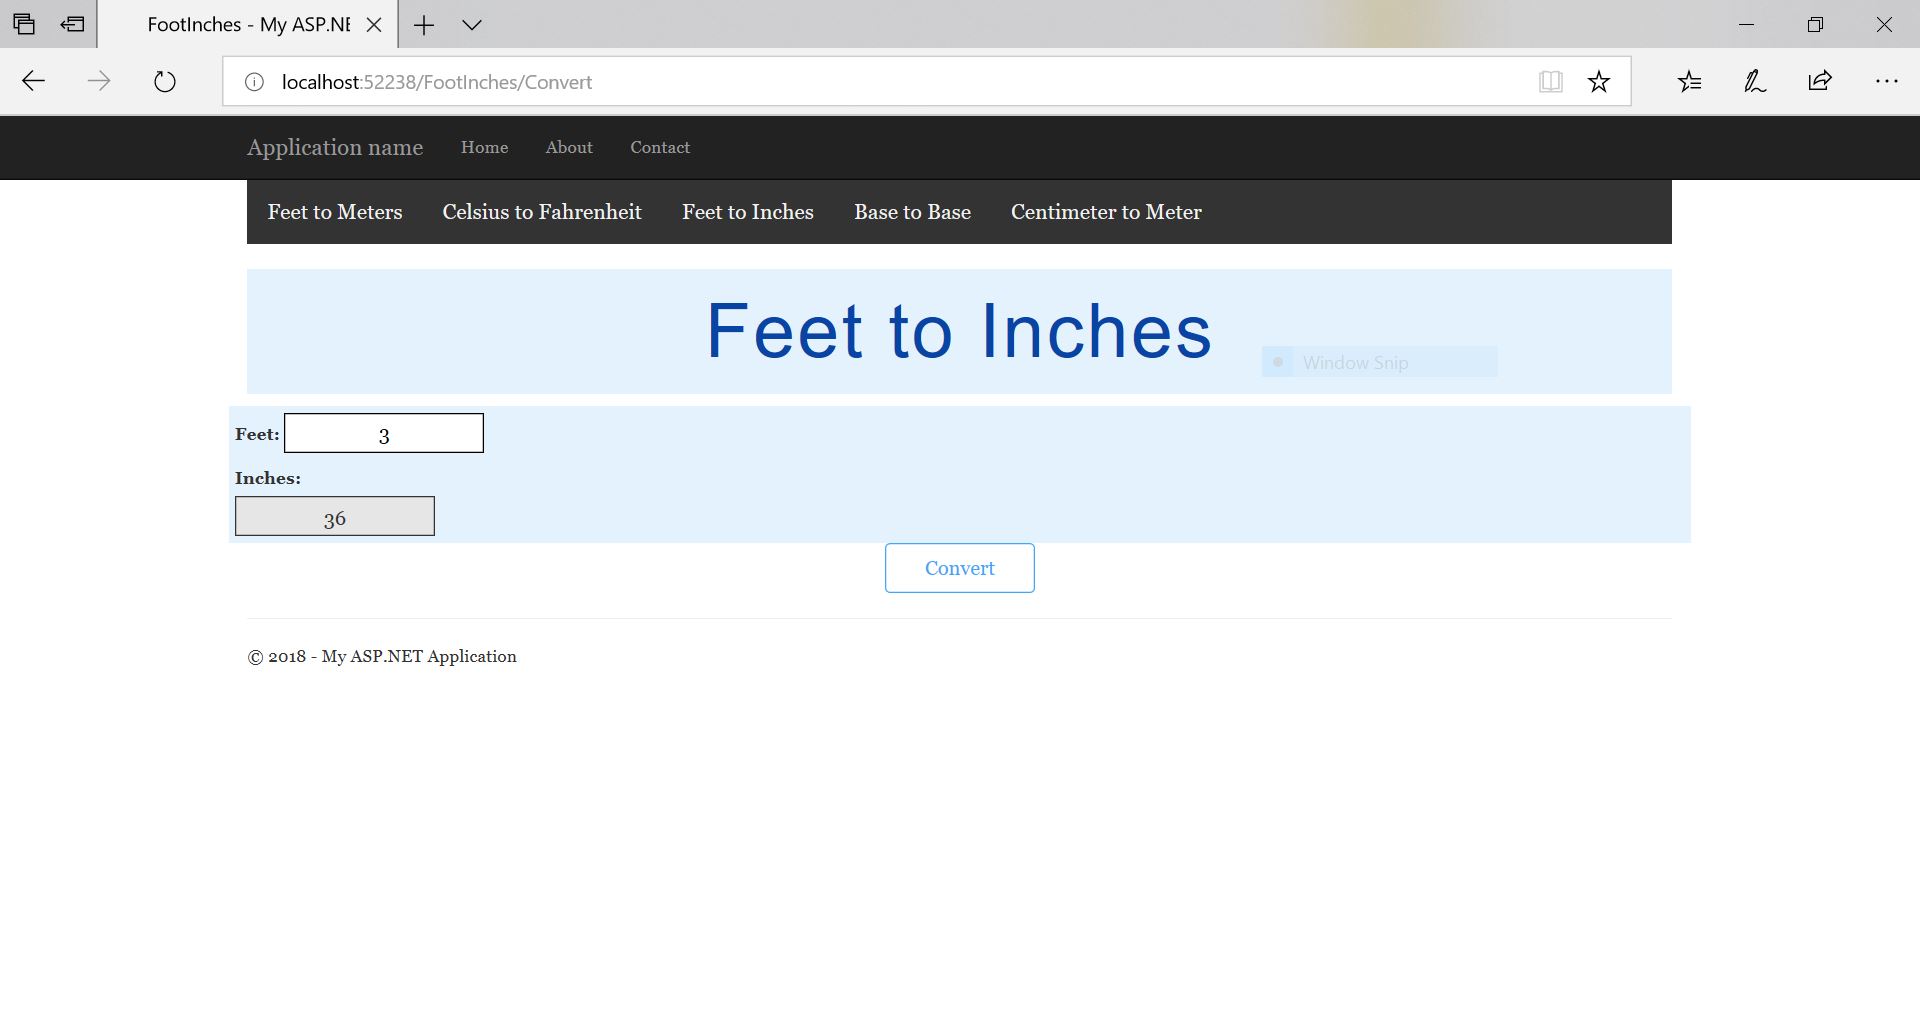 FootInches - My ASP.NE
localhost:52238/FootInches/Convert
Application name Home About Contact
Feet to Meters Celsius to Fahrenheit Feet to Inches Base to Base Centimeter to Meter
Feet to Inches
Window Snip
Feet: 3
Inches:
36
Convert
© 2018 - My ASP.NET Application